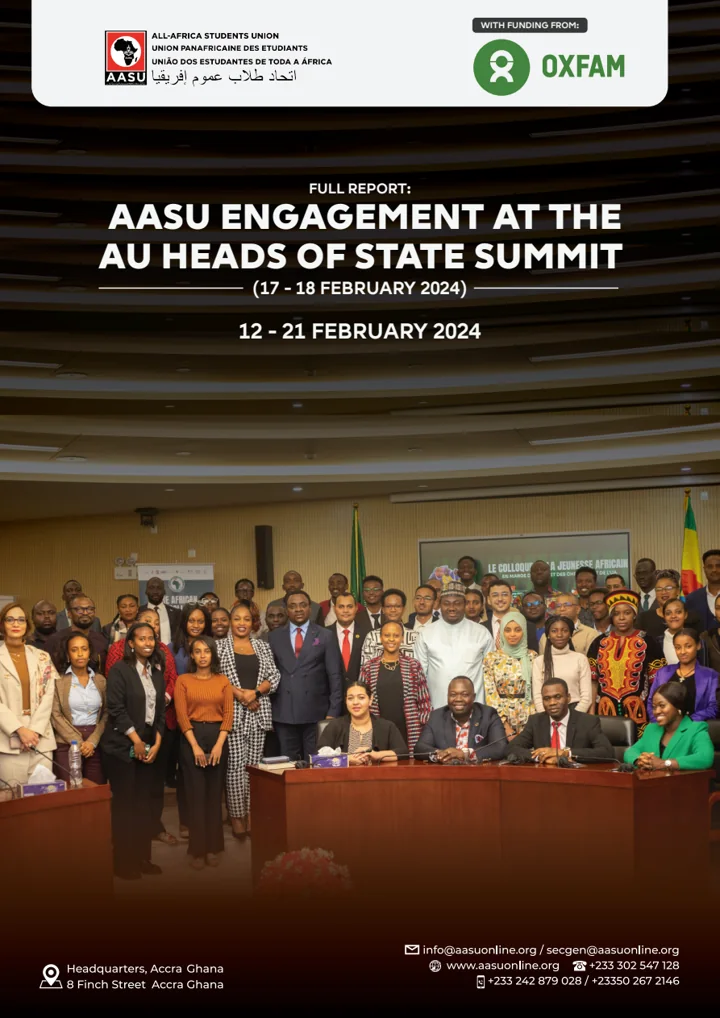 AASU
ALL-AFRICA STUDENTS UNION
UNION PANAFRICAINE DES ETUDIANTS
UNIÃO DOS ESTUDANTES DE TODA A ÁFRICA
اتحاد طلاب عموم إفريقيا
WITH FUNDING FROM:
OXFAM
FULL REPORT:
AASU ENGAGEMENT AT THE
AU HEADS OF STATE SUMMIT
(17 - 18 FEBRUARY 2024)
12 - 21 FEBRUARY 2024
LE COLLOQUE LA JEUNESSE AFRICAIN
EN MARGE
Headquarters, Accra Ghana
8 Finch Street Accra Ghana
info@aasuonline.org / secgen@aasuonline.org
www.aasuonline.org +233 302 547 128
+233 242 879 028 / +23350 267 2146